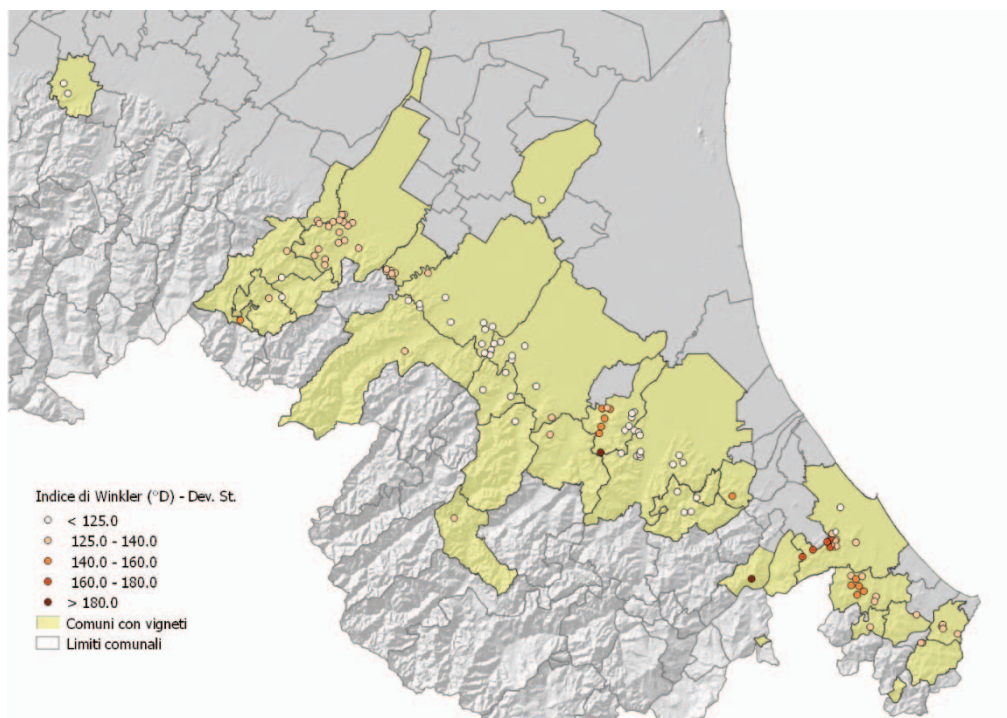 Indice di Winkler (°D) - Dev. St.
< 125.0
125.0 - 140.0
140.0 - 160.0
160.0 - 180.0
> 180.0
Comuni con vigneti
Limiti comunali